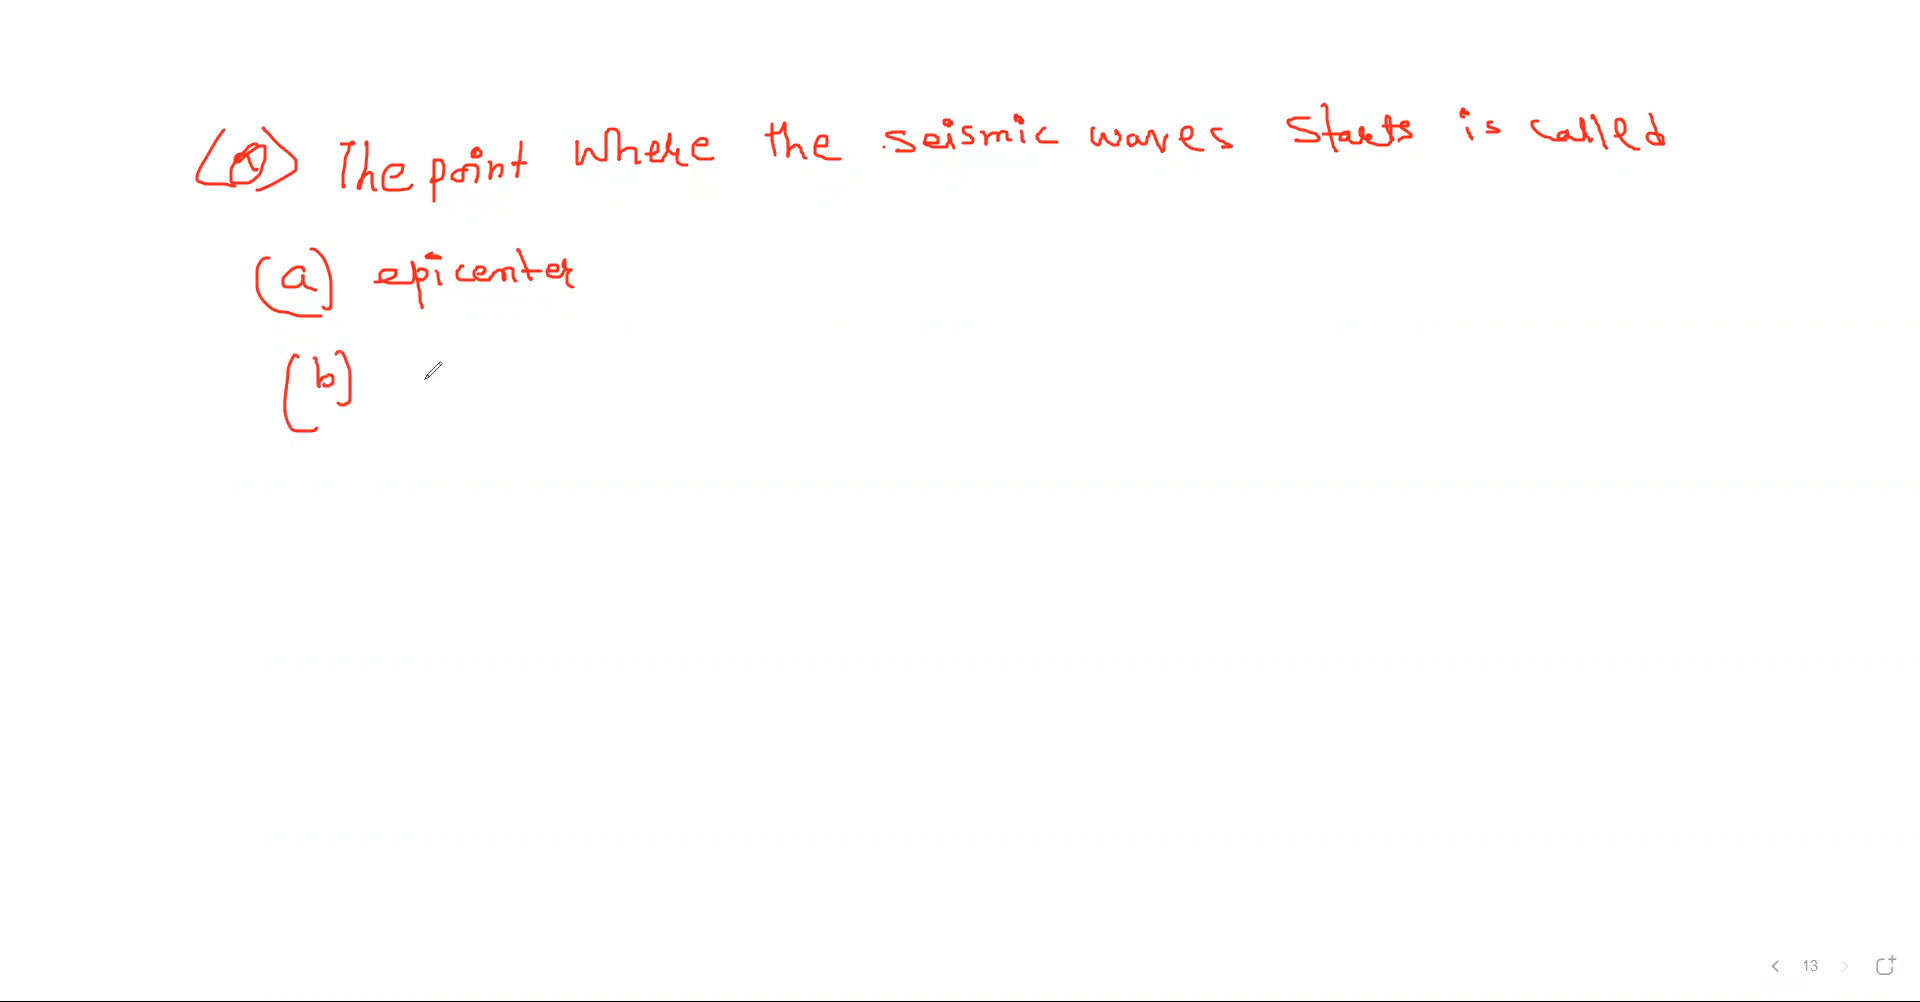 (Q) The point where the seismic waves starts is called
(a) epicenter
(b)
13